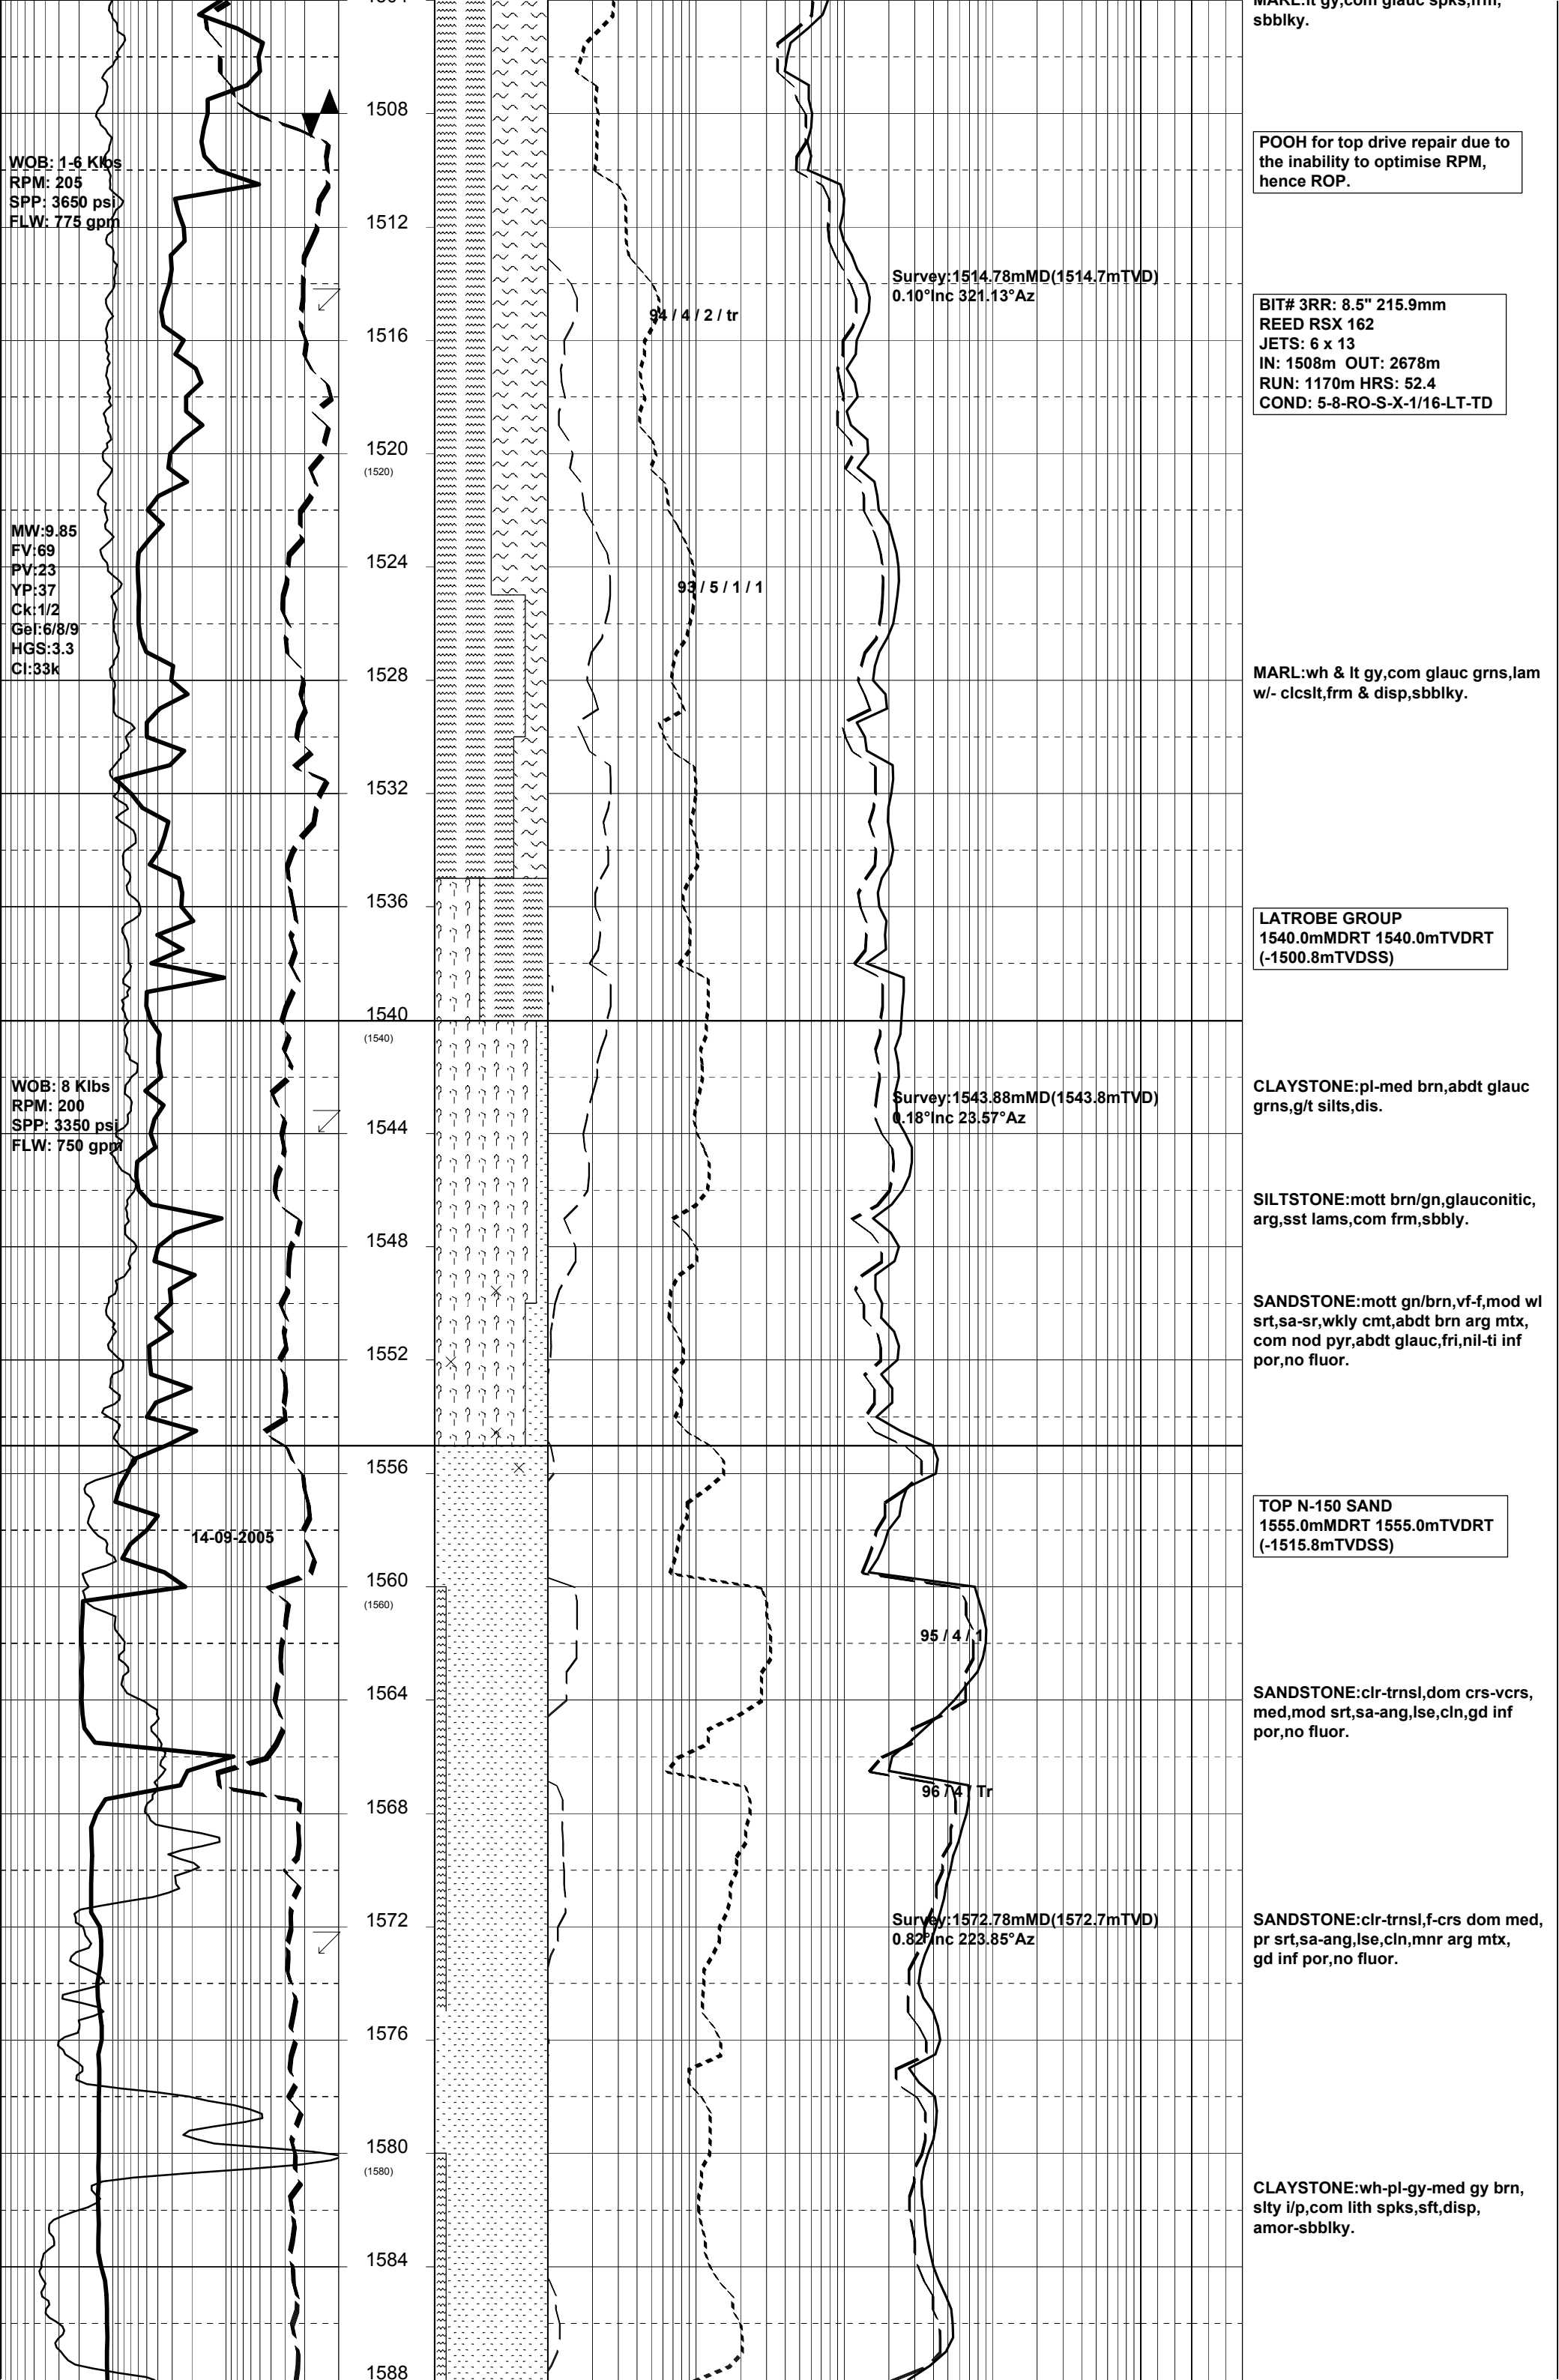 1504
MARL:lt gy,com glauc spks,frm,
sbblky.
1508
WOB: 1-6 Klbs
RPM: 205
SPP: 3650 psi
FLW: 775 gpm
POOH for top drive repair due to
the inability to optimise RPM,
hence ROP.
1512
Survey:1514.78mMD(1514.7mTVD)
0.10°Inc 321.13°Az
94 / 4 / 2 / tr
BIT# 3RR: 8.5" 215.9mm
REED RSX 162
JETS: 6 x 13
IN: 1508m OUT: 2678m
RUN: 1170m HRS: 52.4
COND: 5-8-RO-S-X-1/16-LT-TD
1516
1520
(1520)
MW:9.85
FV:69
PV:23
YP:37
Ck:1/2
Gel:6/8/9
HGS:3.3
Cl:33k
1524
93 / 5 / 1 / 1
1528
MARL:wh & lt gy,com glauc grns,lam
w/- clcslt,frm & disp,sbblky.
1532
1536
LATROBE GROUP
1540.0mMDRT 1540.0mTVDRT
(-1500.8mTVDSS)
1540
(1540)
WOB: 8 Klbs
RPM: 200
SPP: 3350 psi
FLW: 750 gpm
Survey:1543.88mMD(1543.8mTVD)
0.18°Inc 23.57°Az
CLAYSTONE:pl-med brn,abdt glauc
grns,g/t silts,dis.
1544
SILTSTONE:mott brn/gn,glauconitic,
arg,sst lams,com frm,sbbly.
1548
SANDSTONE:mott gn/brn,vf-f,mod wl
srt,sa-sr,wkly cmt,abdt brn arg mtx,
com nod pyr,abdt glauc,fri,nil-ti inf
por,no fluor.
1552
1556
TOP N-150 SAND
1555.0mMDRT 1555.0mTVDRT
(-1515.8mTVDSS)
14-09-2005
1560
(1560)
95 / 4 / 1
1564
SANDSTONE:clr-trnsl,dom crs-vcrs,
med,mod srt,sa-ang,lse,cln,gd inf
por,no fluor.
96 / 4 / Tr
1568
1572
Survey:1572.78mMD(1572.7mTVD)
0.82°Inc 223.85°Az
SANDSTONE:clr-trnsl,f-crs dom med,
pr srt,sa-ang,lse,cln,mnr arg mtx,
gd inf por,no fluor.
1576
1580
(1580)
CLAYSTONE:wh-pl-gy-med gy brn,
slty i/p,com lith spks,sft,disp,
amor-sbblky.
1584
1588